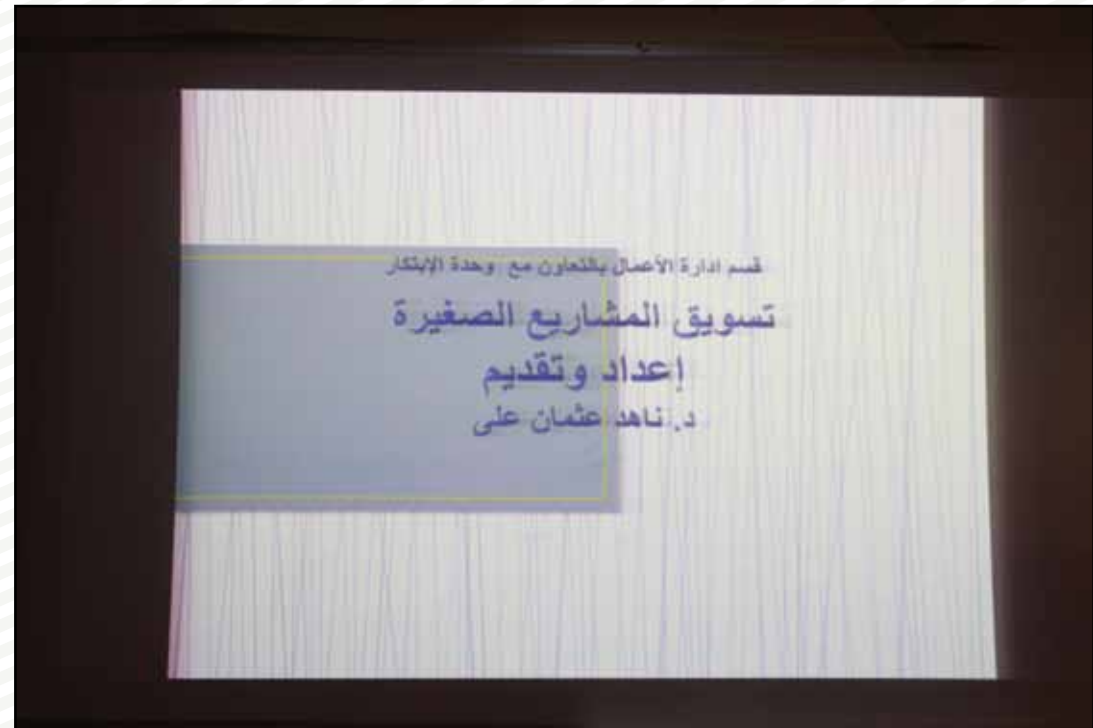 قسم ادارة الأعمال بالتعاون مع وحدة الإبتكار
تسويق المشاريع الصغيرة
إعداد وتقديم
د. ناهد عثمان على